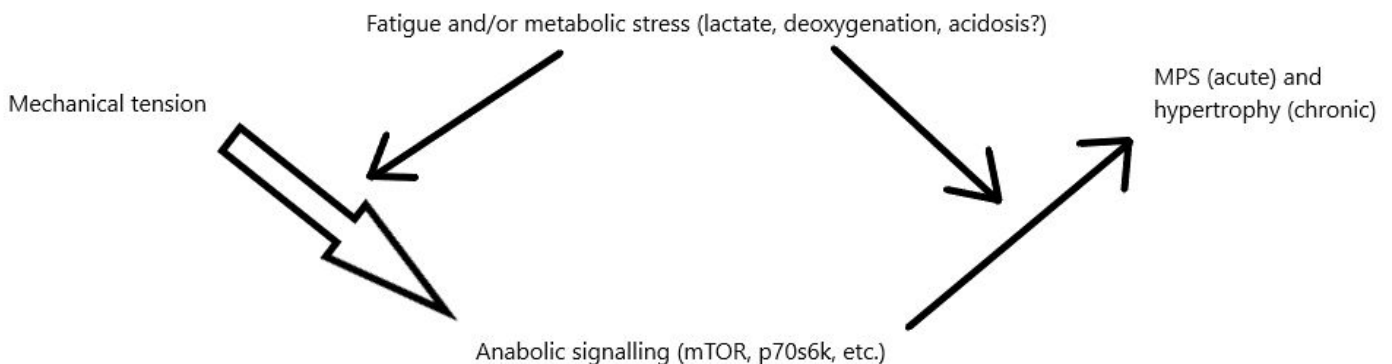 Fatigue and/or metabolic stress (lactate, deoxygenation, acidosis?)
Mechanical tension
MPS (acute) and
hypertrophy (chronic)
Anabolic signalling (mTOR, p70s6k, etc.)